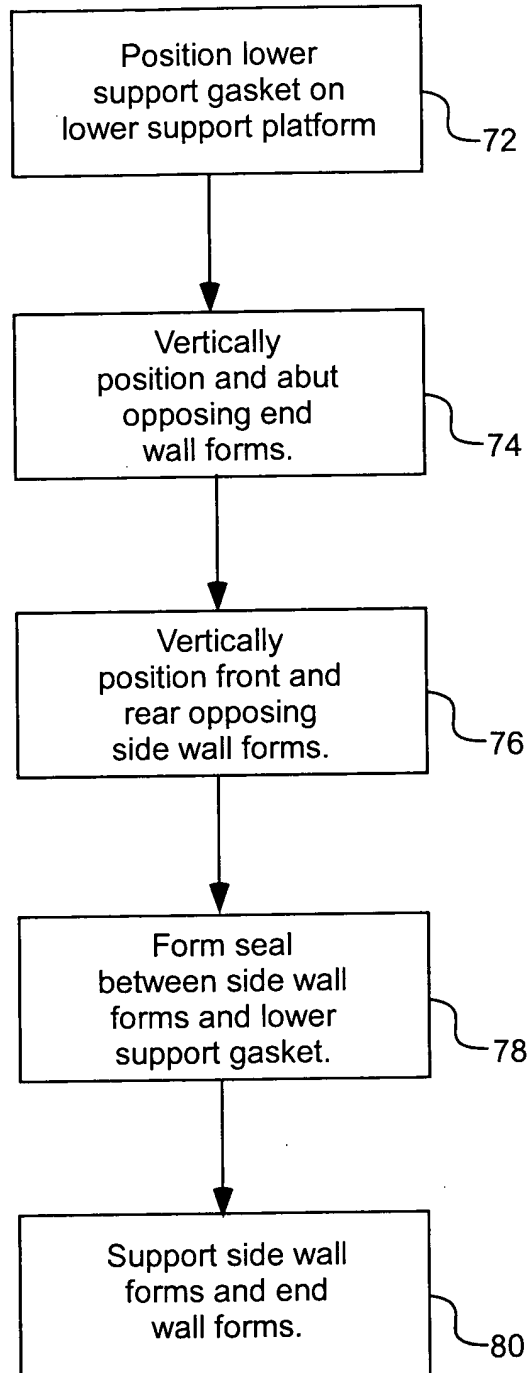 Position lower
support gasket on
lower support platform
72
Vertically
position and abut
opposing end
wall forms.
74
Vertically
position front and
rear opposing
side wall forms.
76
Form seal
between side wall
forms and lower
support gasket.
78
Support side wall
forms and end
wall forms.
80